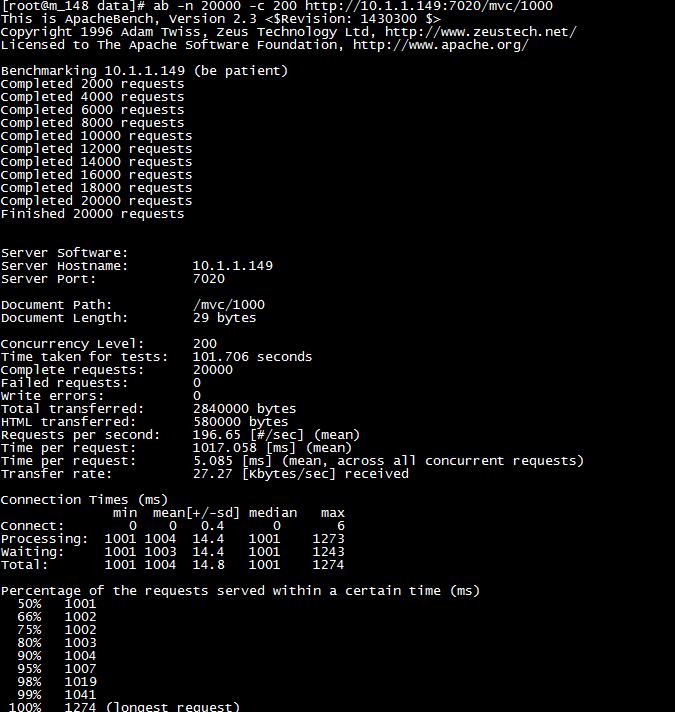 [root@m_148 data]# ab -n 20000 -c 200 http://10.1.1.149:7020/mvc/1000
This is ApacheBench, Version 2.3 <$Revision: 1430300 $>
Copyright 1996 Adam Twiss, Zeus Technology Ltd, http://www.zeustech.net/
Licensed to The Apache Software Foundation, http://www.apache.org/

Benchmarking 10.1.1.149 (be patient)
Completed 2000 requests
Completed 4000 requests
Completed 6000 requests
Completed 8000 requests
Completed 10000 requests
Completed 12000 requests
Completed 14000 requests
Completed 16000 requests
Completed 18000 requests
Completed 20000 requests
Finished 20000 requests


Server Software:
Server Hostname:        10.1.1.149
Server Port:            7020

Document Path:          /mvc/1000
Document Length:        29 bytes

Concurrency Level:      200
Time taken for tests:   101.706 seconds
Complete requests:      20000
Failed requests:        0
Write errors:           0
Total transferred:      2840000 bytes
HTML transferred:       580000 bytes
Requests per second:    196.65 [#/sec] (mean)
Time per request:       1017.058 [ms] (mean)
Time per request:       5.085 [ms] (mean, across all concurrent requests)
Transfer rate:          27.27 [Kbytes/sec] received

Connection Times (ms)
              min  mean[+/-sd] median   max
Connect:        0    0   0.4      0       6
Processing:  1001 1004  14.4   1001    1273
Waiting:     1001 1003  14.4   1001    1243
Total:       1001 1004  14.8   1001    1274

Percentage of the requests served within a certain time (ms)
  50%   1001
  66%   1002
  75%   1002
  80%   1003
  90%   1004
  95%   1007
  98%   1019
  99%   1041
 100%   1274 (longest request)